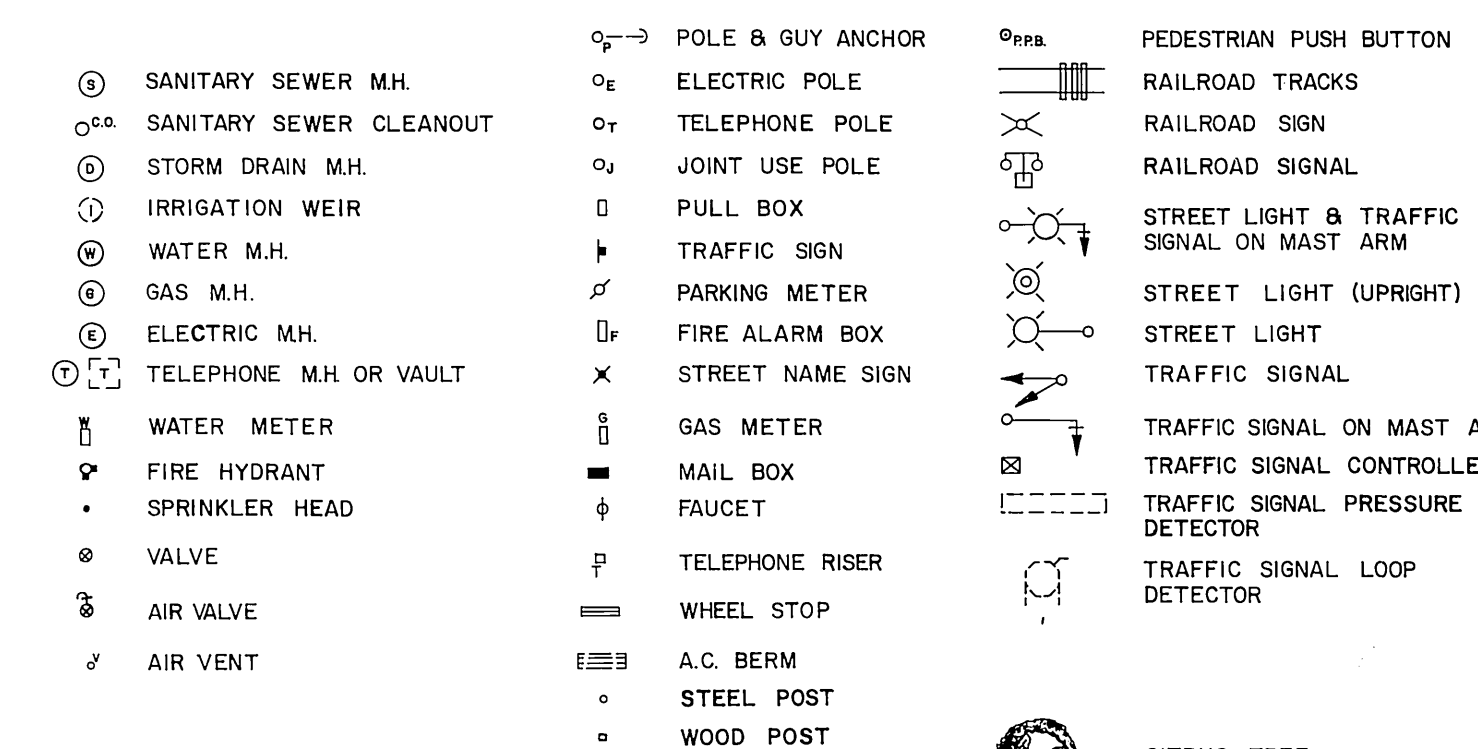 S SANITARY SEWER M.H.
C.O. SANITARY SEWER CLEANOUT
D STORM DRAIN M.H.
I IRRIGATION WEIR
W WATER M.H.
G GAS M.H.
E ELECTRIC M.H.
T T TELEPHONE M.H. OR VAULT
W WATER METER
FIRE HYDRANT
SPRINKLER HEAD
VALVE
AIR VALVE
V AIR VENT
P POLE & GUY ANCHOR
E ELECTRIC POLE
T TELEPHONE POLE
J JOINT USE POLE
PULL BOX
TRAFFIC SIGN
PARKING METER
F FIRE ALARM BOX
STREET NAME SIGN
G GAS METER
MAIL BOX
FAUCET
T TELEPHONE RISER
WHEEL STOP
A.C. BERM
STEEL POST
WOOD POST
P.P.B. PEDESTRIAN PUSH BUTTON
RAILROAD TRACKS
RAILROAD SIGN
RAILROAD SIGNAL
STREET LIGHT & TRAFFIC
SIGNAL ON MAST ARM
STREET LIGHT (UPRIGHT)
STREET LIGHT
TRAFFIC SIGNAL
TRAFFIC SIGNAL ON MAST A
TRAFFIC SIGNAL CONTROLLE
TRAFFIC SIGNAL PRESSURE
DETECTOR
TRAFFIC SIGNAL LOOP
DETECTOR